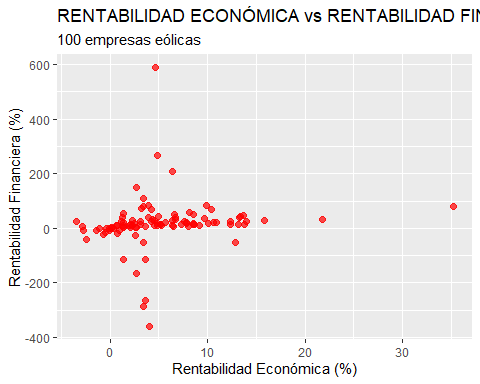 RENTABILIDAD ECONÓMICA vs RENTABILIDAD FIN
100 empresas eólicas
600
400
200
0
-200
-400
0
10
20
30
Rentabilidad Financiera (%)
Rentabilidad Económica (%)